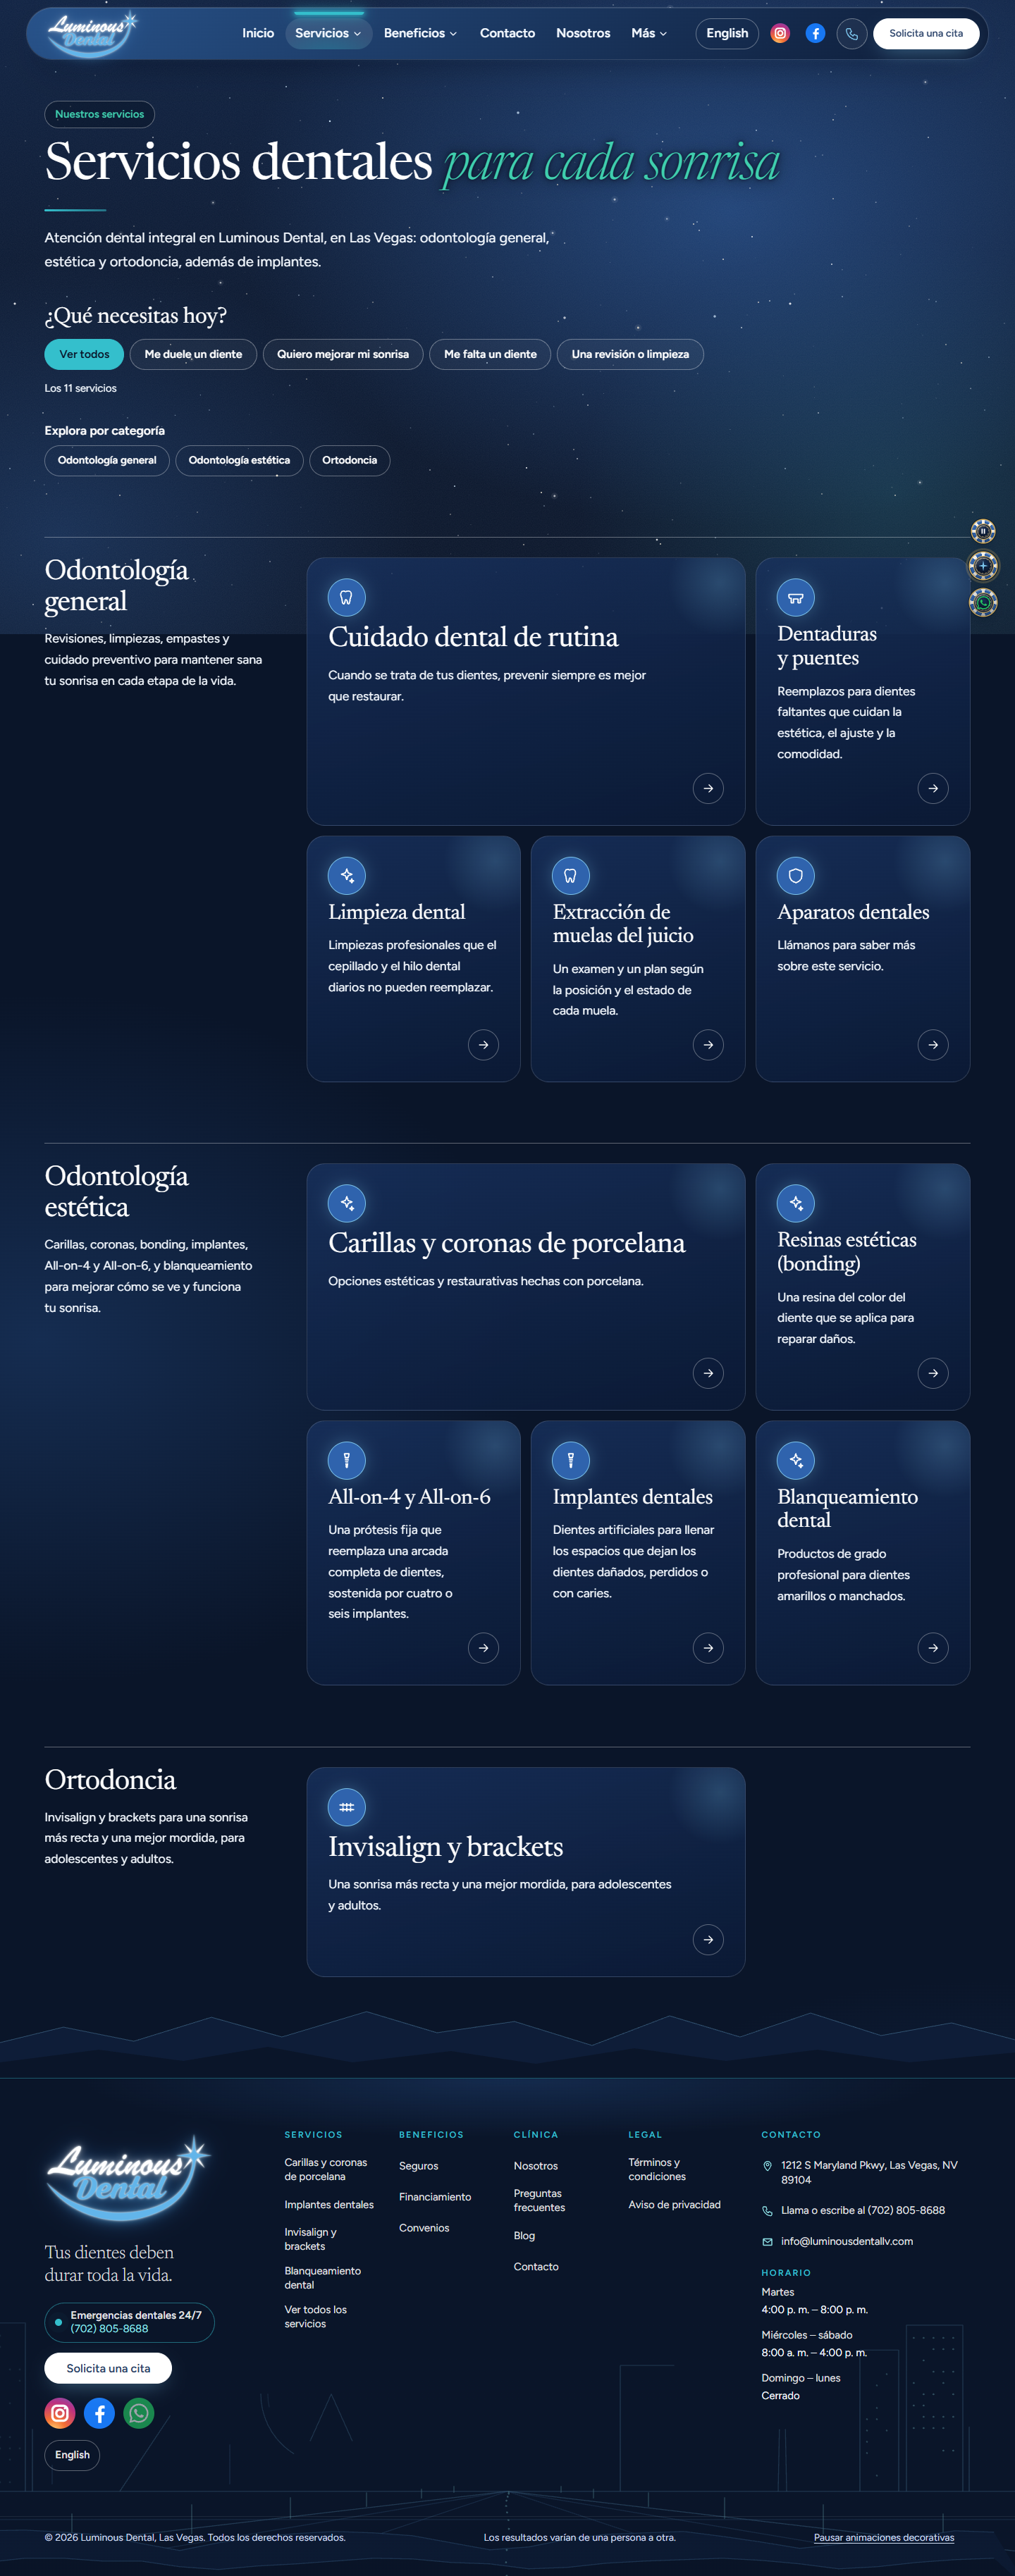 Luminous
Dental
Inicio
Servicios
Beneficios
Contacto
Nosotros
Más
English
Solicita una cita
Nuestros servicios
Servicios dentales para cada sonrisa
Atención dental integral en Luminous Dental, en Las Vegas: odontología general,
estética y ortodoncia, además de implantes.
¿Qué necesitas hoy?
Ver todos
Me duele un diente
Quiero mejorar mi sonrisa
Me falta un diente
Una revisión o limpieza
Los 11 servicios
Explora por categoría
Odontología general
Odontología estética
Ortodoncia
Odontología
general
Revisiones, limpiezas, empastes y
cuidado preventivo para mantener sana
tu sonrisa en cada etapa de la vida.
Cuidado dental de rutina
Cuando se trata de tus dientes, prevenir siempre es mejor
que restaurar.
Dentaduras
y puentes
Reemplazos para dientes
faltantes que cuidan la
estética, el ajuste y la
comodidad.
Limpieza dental
Limpiezas profesionales que el
cepillado y el hilo dental
diarios no pueden reemplazar.
Extracción de
muelas del juicio
Un examen y un plan según
la posición y el estado de
cada muela.
Aparatos dentales
Llámanos para saber más
sobre este servicio.
Odontología
estética
Carillas, coronas, bonding, implantes,
All-on-4 y All-on-6, y blanqueamiento
para mejorar cómo se ve y funciona
tu sonrisa.
Carillas y coronas de porcelana
Opciones estéticas y restaurativas hechas con porcelana.
Resinas estéticas
(bonding)
Una resina del color del
diente que se aplica para
reparar daños.
All-on-4 y All-on-6
Una prótesis fija que
reemplaza una arcada
completa de dientes,
sostenida por cuatro o
seis implantes.
Implantes dentales
Dientes artificiales para llenar
los espacios que dejan los
dientes dañados, perdidos o
con caries.
Blanqueamiento
dental
Productos de grado
profesional para dientes
amarillos o manchados.
Ortodoncia
Invisalign y brackets para una sonrisa
más recta y una mejor mordida, para
adolescentes y adultos.
Invisalign y brackets
Una sonrisa más recta y una mejor mordida, para adolescentes
y adultos.
Luminous
Dental
Tus dientes deben
durar toda la vida.
Emergencias dentales 24/7
(702) 805-8688
Solicita una cita
English
SERVICIOS
Carillas y coronas
de porcelana
Implantes dentales
Invisalign y
brackets
Blanqueamiento
dental
Ver todos los
servicios
BENEFICIOS
Seguros
Financiamiento
Convenios
CLÍNICA
Nosotros
Preguntas
frecuentes
Blog
Contacto
LEGAL
Términos y
condiciones
Aviso de privacidad
CONTACTO
1212 S Maryland Pkwy, Las Vegas, NV
89104
Llama o escribe al (702) 805-8688
info@luminousdentallv.com
HORARIO
Martes
4:00 p. m. – 8:00 p. m.
Miércoles – sábado
8:00 a. m. – 4:00 p. m.
Domingo – lunes
Cerrado
© 2026 Luminous Dental, Las Vegas. Todos los derechos reservados.
Los resultados varían de una persona a otra.
Pausar animaciones decorativas